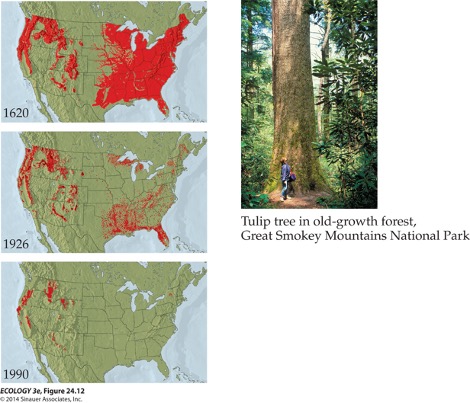 1620
1926
1990
Tulip tree in old-growth forest,
Great Smokey Mountains National Park
ECOLOGY 3e, Figure 24.12
© 2014 Sinauer Associates, Inc.